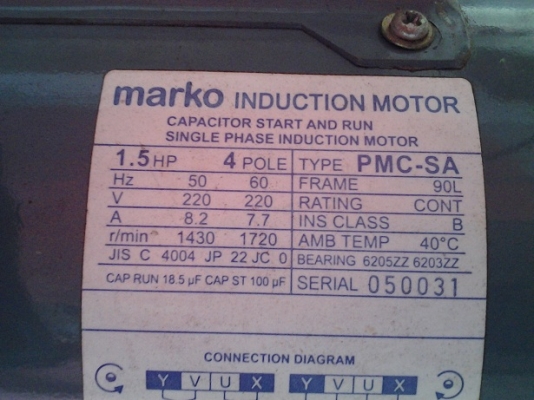 marko INDUCTION MOTOR
CAPACITOR START AND RUN
SINGLE PHASE INDUCTION MOTOR
1.5 HP 4 POLE TYPE PMC-SA
Hz 50 60 FRAME 90L
V 220 220 RATING CONT
A 8.2 7.7 INS CLASS B
r/min 1430 1720 AMB TEMP 40°C
JIS C 4004 JP 22 JC 0 BEARING 6205ZZ 6203ZZ
CAP RUN 18.5 µF CAP ST 100 µF SERIAL 050031
CONNECTION DIAGRAM
Y V U X Y V U X